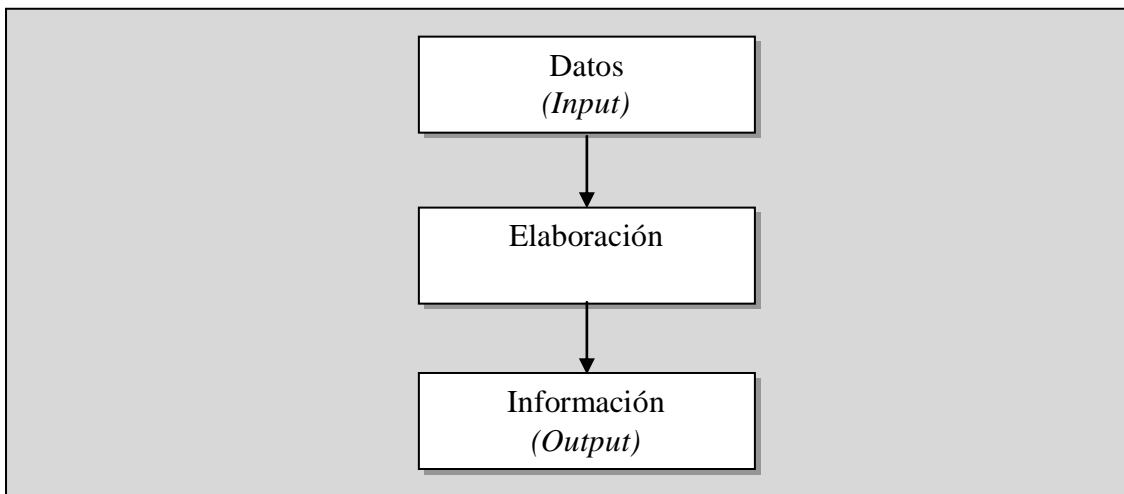 Datos
(Input)
Elaboración
Información
(Output)